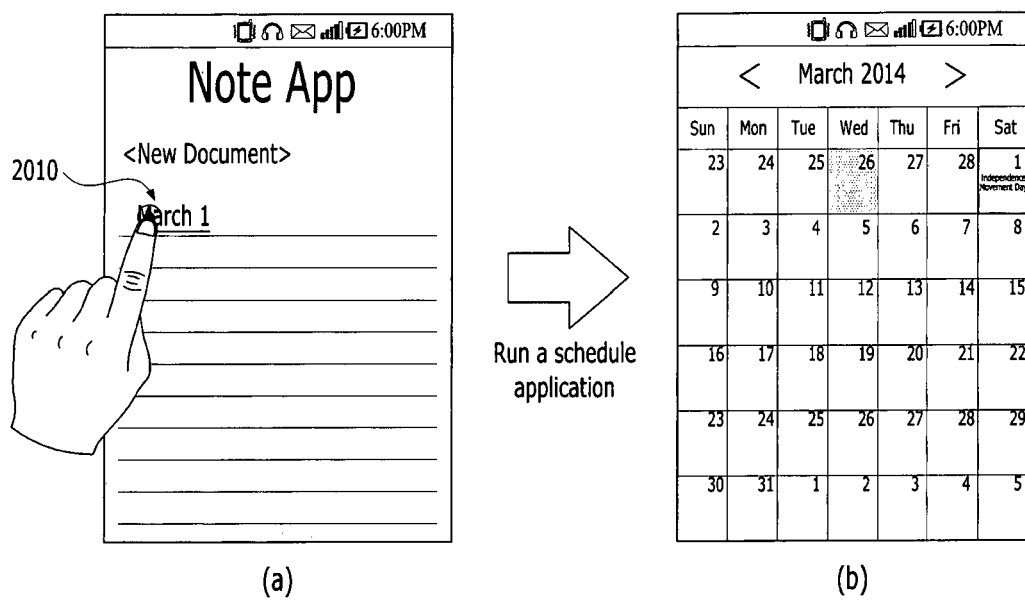 6:00PM
Note App
<New Document>
2010
March 1
(a)
Run a schedule
application
6:00PM
< March 2014 >
Sun Mon Tue Wed Thu Fri Sat
23 24 25 26 27 28 1
Independence
Movement Day
2 3 4 5 6 7 8
9 10 11 12 13 14 15
16 17 18 19 20 21 22
23 24 25 26 27 28 29
30 31 1 2 3 4 5
(b)